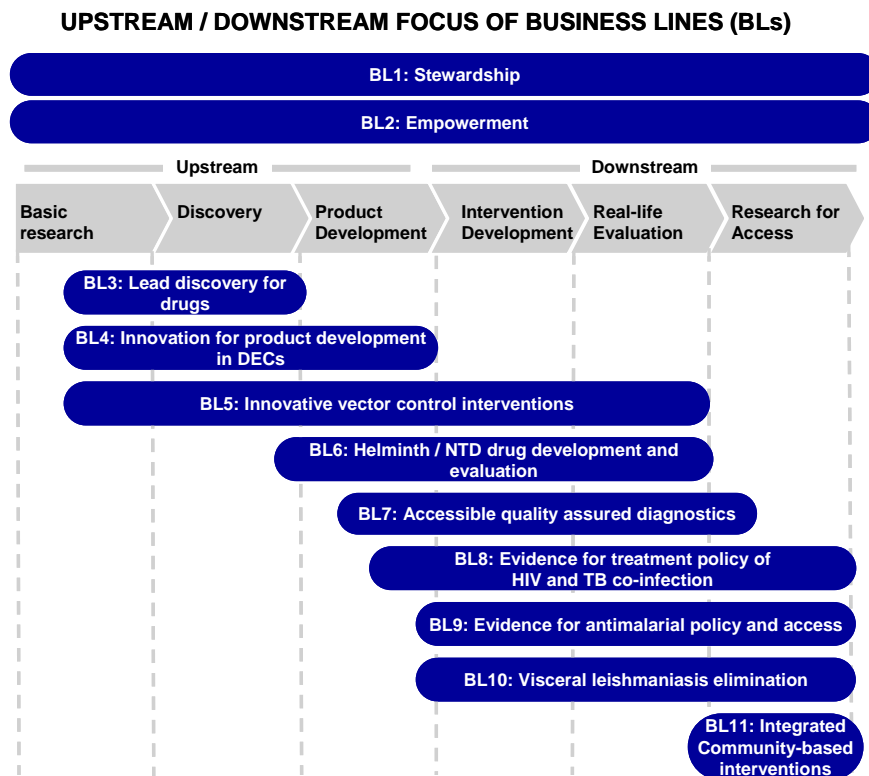 UPSTREAM / DOWNSTREAM FOCUS OF BUSINESS LINES (BLs)
BL1: Stewardship
BL2: Empowerment
Upstream
Downstream
Basic
research
Discovery
Product
Development
Intervention
Development
Real-life
Evaluation
Research for
Access
BL3: Lead discovery for
drugs
BL4: Innovation for product development
in DECs
BL5: Innovative vector control interventions
BL6: Helminth / NTD drug development and
evaluation
BL7: Accessible quality assured diagnostics
BL8: Evidence for treatment policy of
HIV and TB co-infection
BL9: Evidence for antimalarial policy and access
BL10: Visceral leishmaniasis elimination
BL11: Integrated
Community-based
interventions